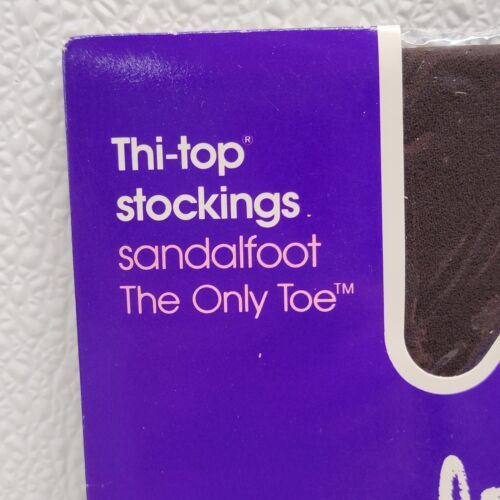 Thi-top®
stockings
sandalfoot
The Only Toe™